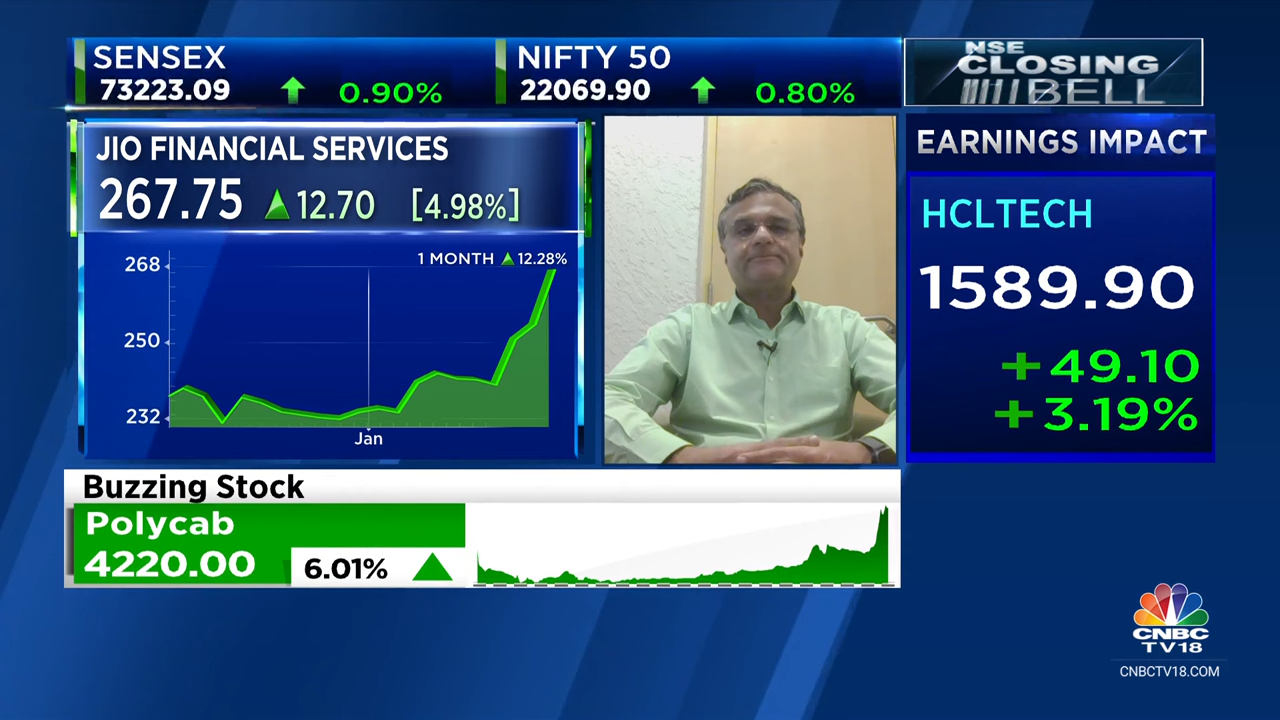 SENSEX
73223.09 0.90%
NIFTY 50
22069.90 0.80%
NSE
CLOSING
BELL
JIO FINANCIAL SERVICES
267.75 12.70 [4.98%]
1 MONTH 12.28%
268
250
232
Jan
EARNINGS IMPACT
HCLTECH
1589.90
+49.10
+3.19%
Buzzing Stock
Polycab
4220.00 6.01%
CNBC
TV18
CNBCTV18.COM